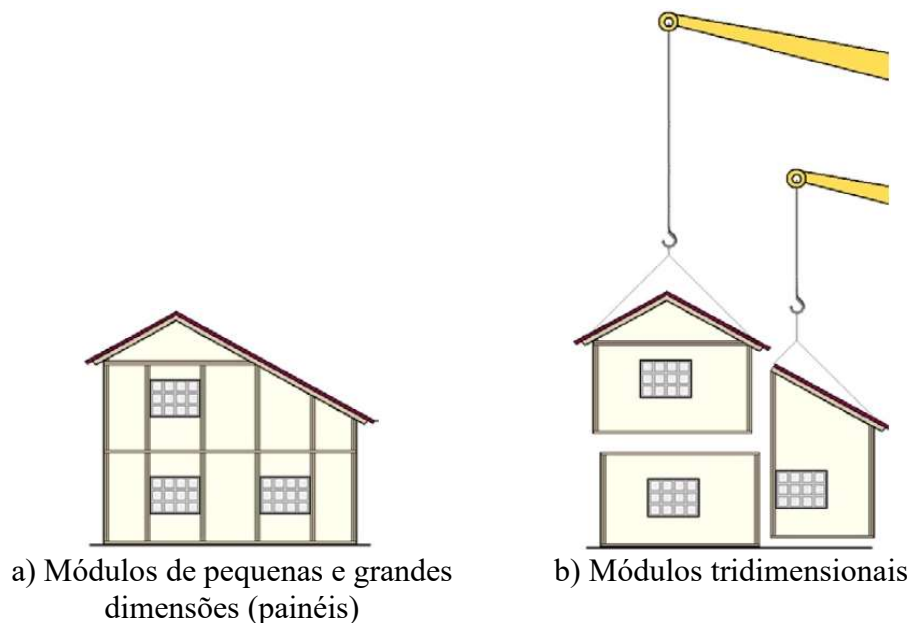 a) Módulos de pequenas e grandes
dimensões (painéis)
b) Módulos tridimensionais